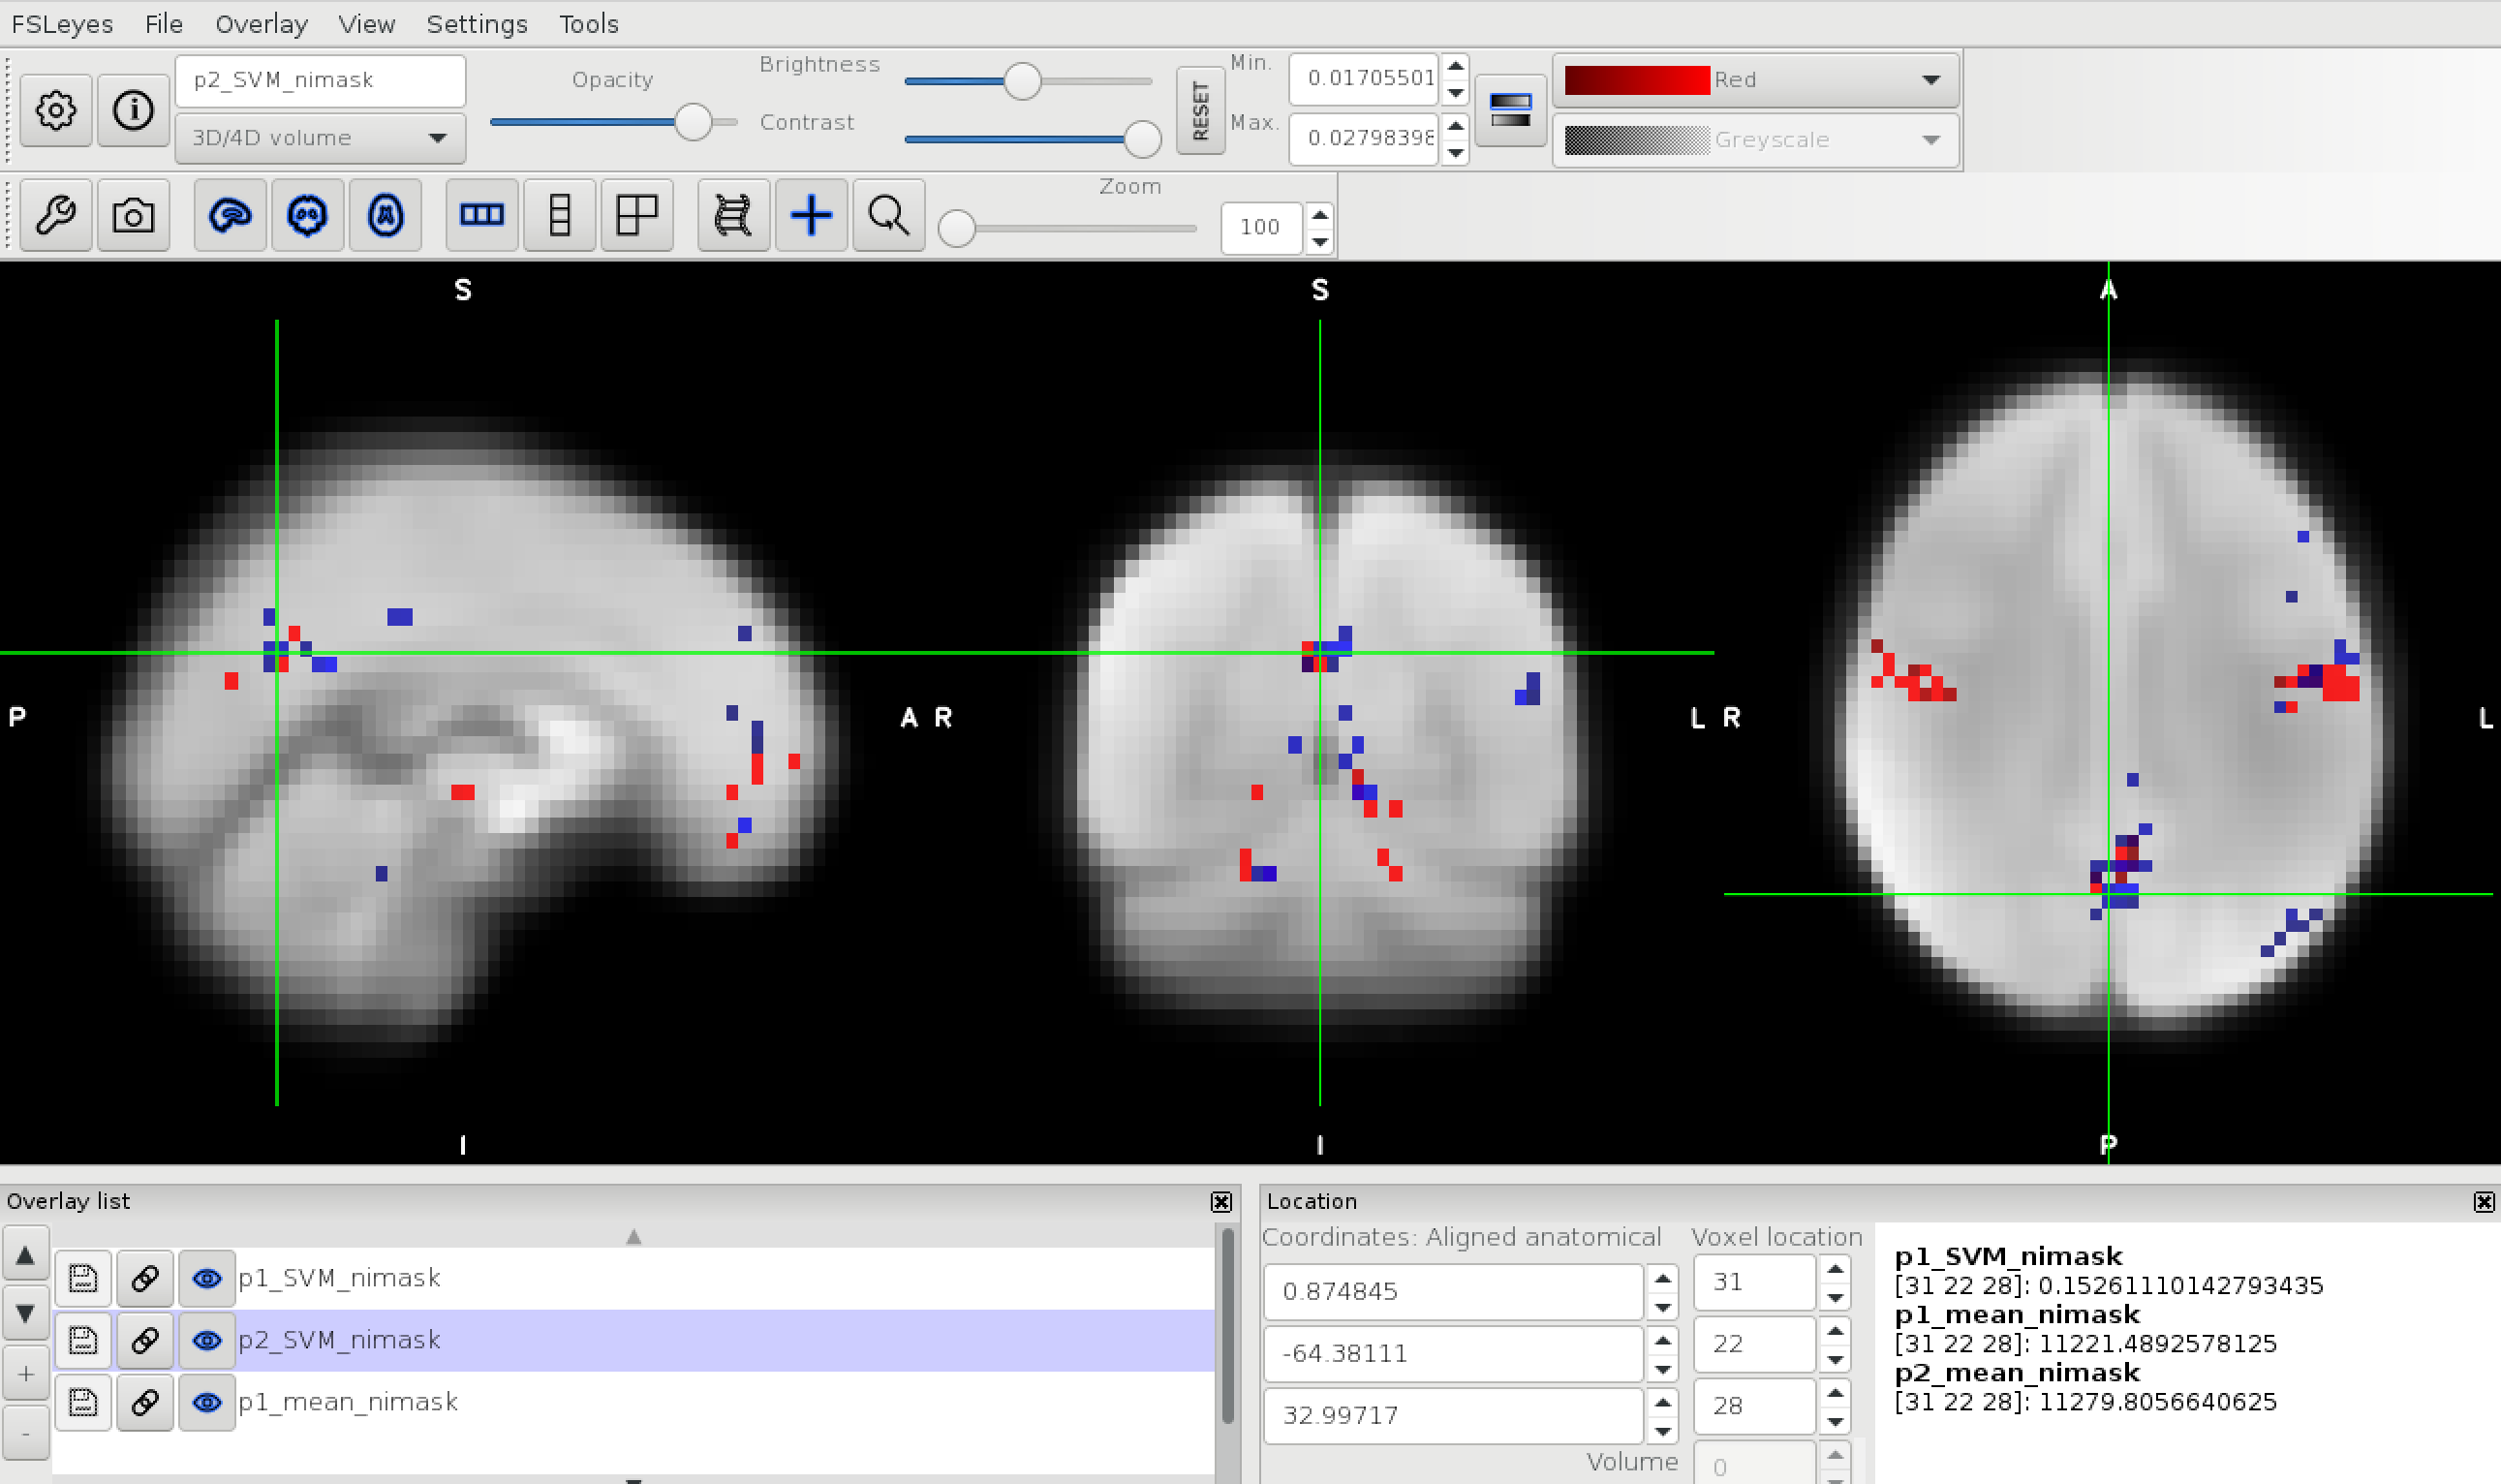 FSLeyes File Overlay View Settings Tools
p2_SVM_nimask
3D/4D volume
Opacity
Brightness
Contrast
RESET
Min. 0.01705501
Max. 0.02798398
Red
Greyscale
Zoom
100
S S A
P A R L R L
I I P
Overlay list
p1_SVM_nimask
p2_SVM_nimask
p1_mean_nimask
Location
Coordinates: Aligned anatomical Voxel location
0.874845 31
-64.38111 22
32.99717 28
Volume 0
p1_SVM_nimask
[31 22 28]: 0.15261110142793435
p1_mean_nimask
[31 22 28]: 11221.4892578125
p2_mean_nimask
[31 22 28]: 11279.8056640625